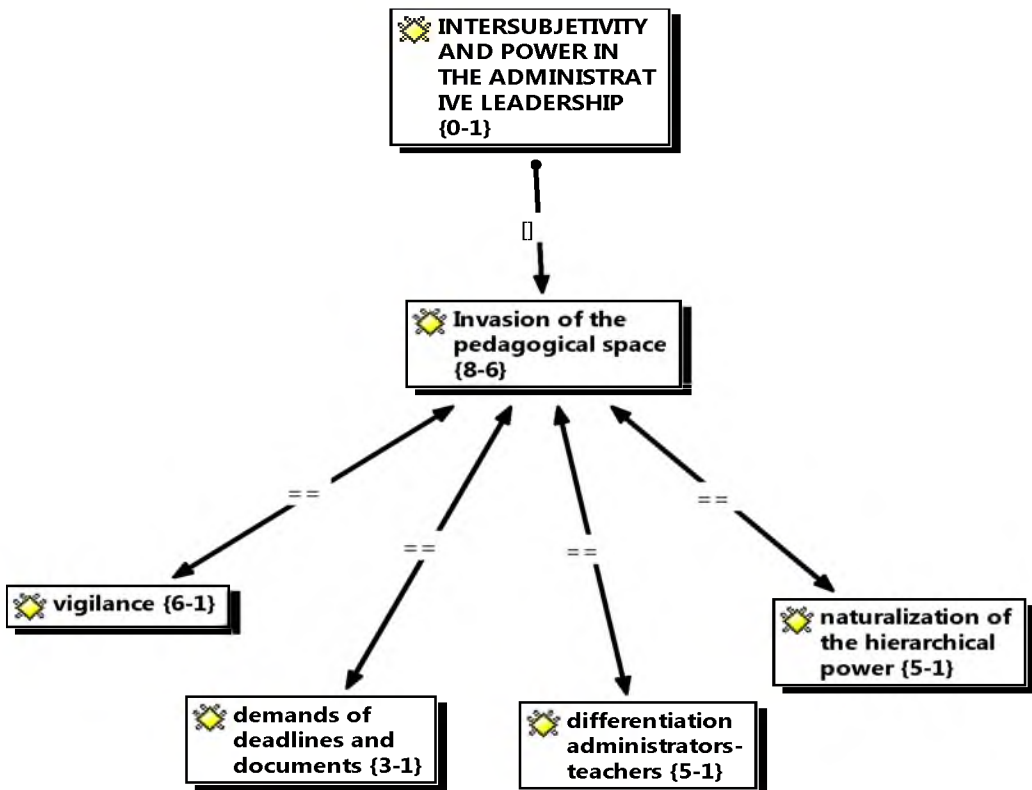 INTERSUBJETIVITY
AND POWER IN
THE ADMINISTRAT
IVE LEADERSHIP
{0-1}
[]
Invasion of the
pedagogical space
{8-6}
==
==
==
==
vigilance {6-1}
demands of
deadlines and
documents {3-1}
differentiation
administrators-
teachers {5-1}
naturalization of
the hierarchical
power {5-1}